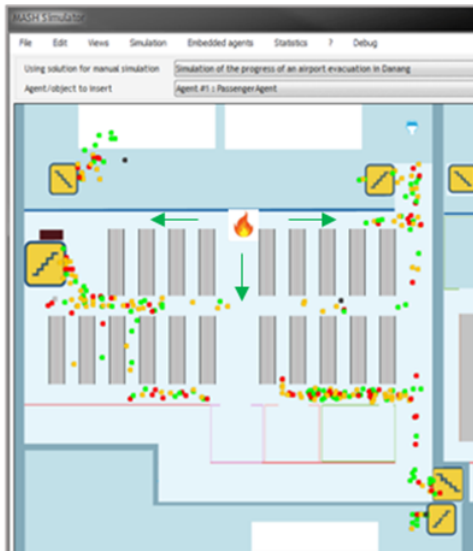 MASH Simulator
File Edit Views Simulation Embedded agents Statistics ? Debug
Using solution for manual simulation Simulation of the progress of an airport evacuation in Danang
Agent/object to insert Agent #1 : PassengerAgent